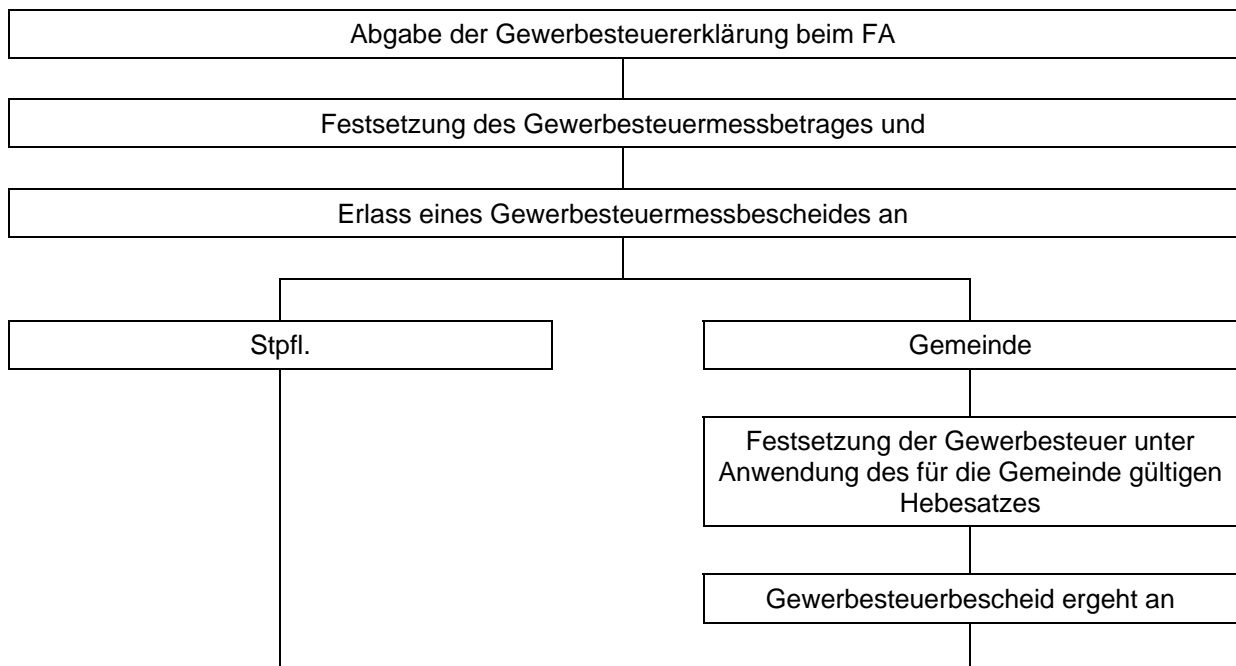 Abgabe der Gewerbesteuererklärung beim FA
Festsetzung des Gewerbesteuermessbetrages und
Erlass eines Gewerbesteuermessbescheides an
Stpfl.
Gemeinde
Festsetzung der Gewerbesteuer unter
Anwendung des für die Gemeinde gültigen
Hebesatzes
Gewerbesteuerbescheid ergeht an